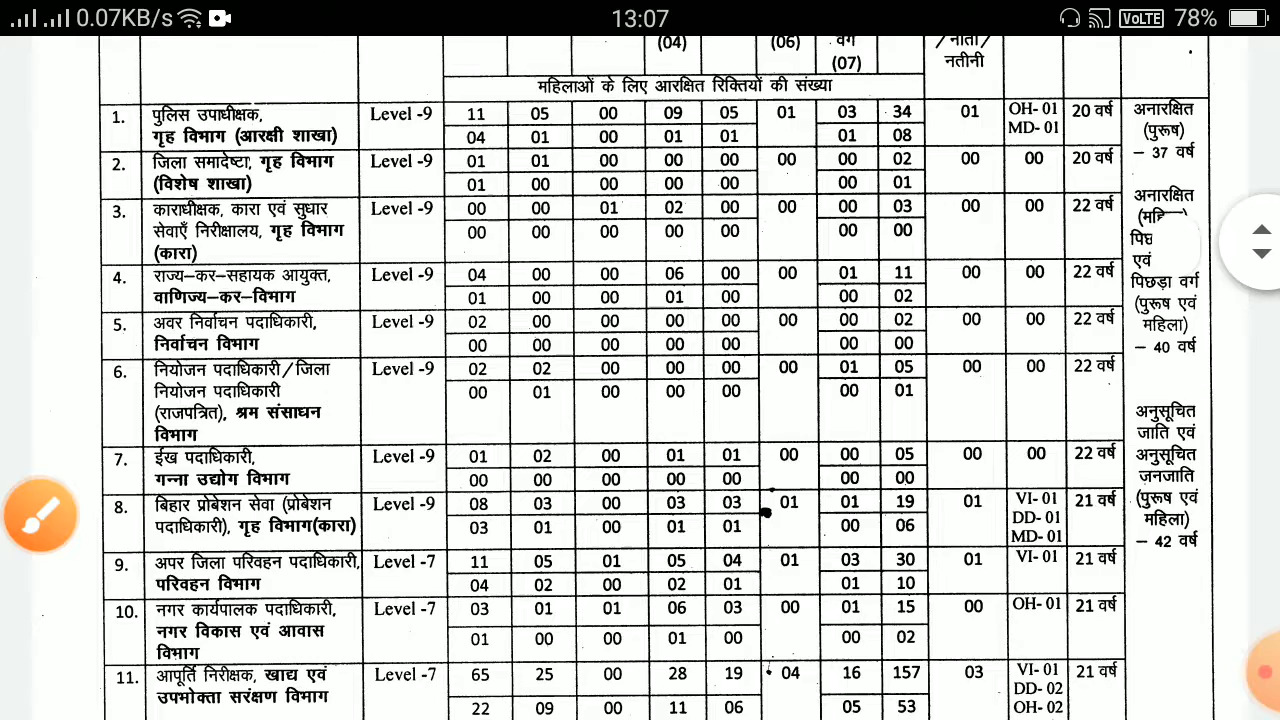 0.07KB/s 13:07 VoLTE 78%
(04) (06) वर्ग /नाती/
(07) नतीनी
महिलाओं के लिए आरक्षित रिक्तियों की संख्या
1. पुलिस उपाधीक्षक, Level -9 11 05 00 09 05 01 03 34 01 OH- 01 20 वर्ष अनारक्षित
गृह विभाग (आरक्षी शाखा) 04 01 00 01 01 01 08 MD- 01 (पुरूष)
2. जिला समादेष्टा, गृह विभाग Level -9 01 01 00 00 00 00 00 02 00 00 20 वर्ष – 37 वर्ष
(विशेष शाखा) 01 00 00 00 00 00 01
3. काराधीक्षक, कारा एवं सुधार Level -9 00 00 01 02 00 00 00 03 00 00 22 वर्ष अनारक्षित
सेवाएँ निरीक्षालय, गृह विभाग 00 00 00 00 00 00 00
(कारा) एवं
4. राज्य–कर–सहायक आयुक्त, Level -9 04 00 00 06 00 00 01 11 00 00 22 वर्ष पिछड़ा वर्ग
वाणिज्य–कर–विभाग 01 00 00 01 00 00 02 (पुरूष एवं
5. अवर निर्वाचन पदाधिकारी, Level -9 02 00 00 00 00 00 00 02 00 00 22 वर्ष महिला)
निर्वाचन विभाग 00 00 00 00 00 00 00 – 40 वर्ष
6. नियोजन पदाधिकारी/जिला Level -9 02 02 00 00 00 00 01 05 00 00 22 वर्ष
नियोजन पदाधिकारी 00 01 00 00 00 00 01
(राजपत्रित), श्रम संसाधन अनुसूचित
विभाग जाति एवं
7. ईख पदाधिकारी, Level -9 01 02 00 01 01 00 00 05 00 00 22 वर्ष अनुसूचित
गन्ना उद्योग विभाग 00 00 00 00 00 00 00 जनजाति
8. बिहार प्रोबेशन सेवा (प्रोबेशन Level -9 08 03 00 03 03 01 01 19 01 VI- 01 21 वर्ष (पुरूष एवं
पदाधिकारी), गृह विभाग(कारा) 03 01 00 01 01 00 06 DD- 01 महिला)
MD- 01 – 42 वर्ष
9. अपर जिला परिवहन पदाधिकारी, Level -7 11 05 01 05 04 01 03 30 01 VI- 01 21 वर्ष
परिवहन विभाग 04 02 00 02 01 01 10
10. नगर कार्यपालक पदाधिकारी, Level -7 03 01 01 06 03 00 01 15 00 OH- 01 21 वर्ष
नगर विकास एवं आवास 01 00 00 01 00 00 02
विभाग
11. आपूर्ति निरीक्षक, खाद्य एवं Level -7 65 25 00 28 19 04 16 157 03 VI- 01 21 वर्ष
उपभोक्ता सरंक्षण विभाग DD- 02
22 09 00 11 06 05 53 OH- 02